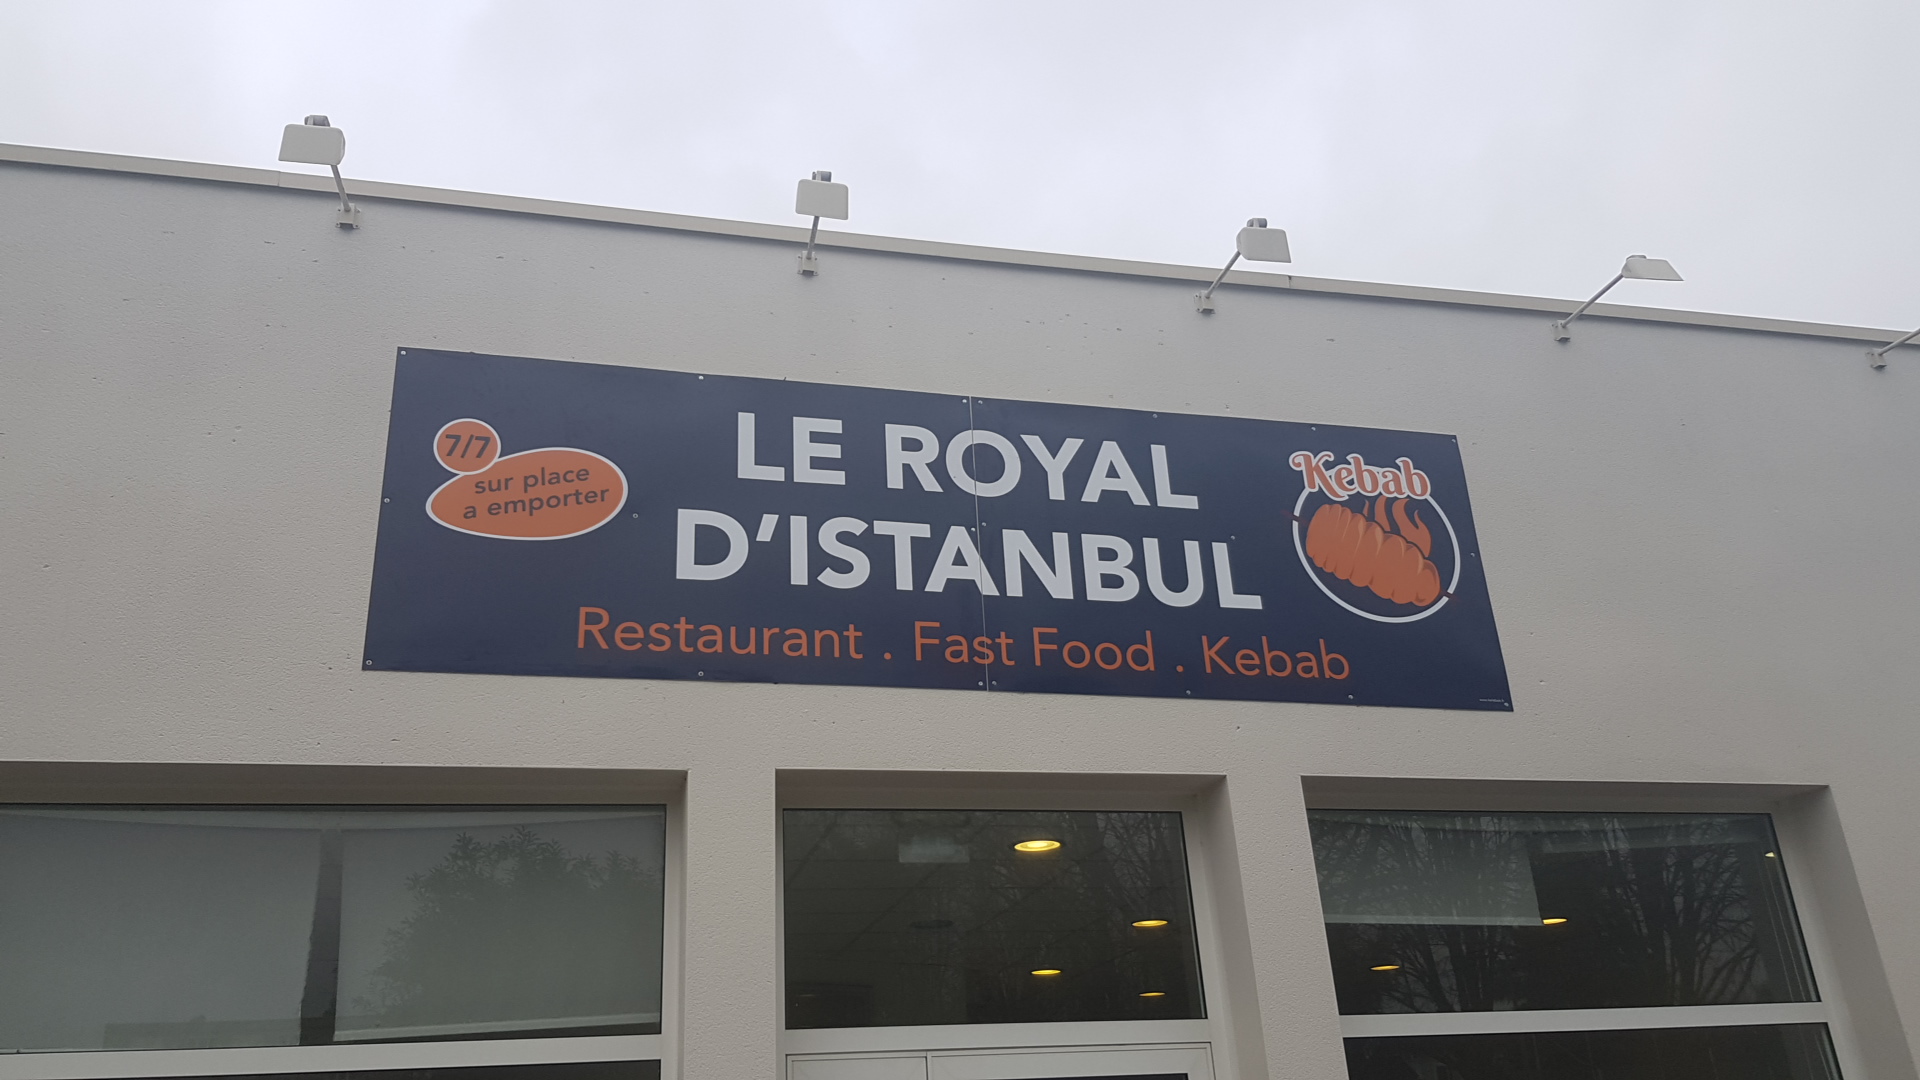 7/7
sur place
a emporter
LE ROYAL
D'ISTANBUL
Restaurant . Fast Food . Kebab
Kebab